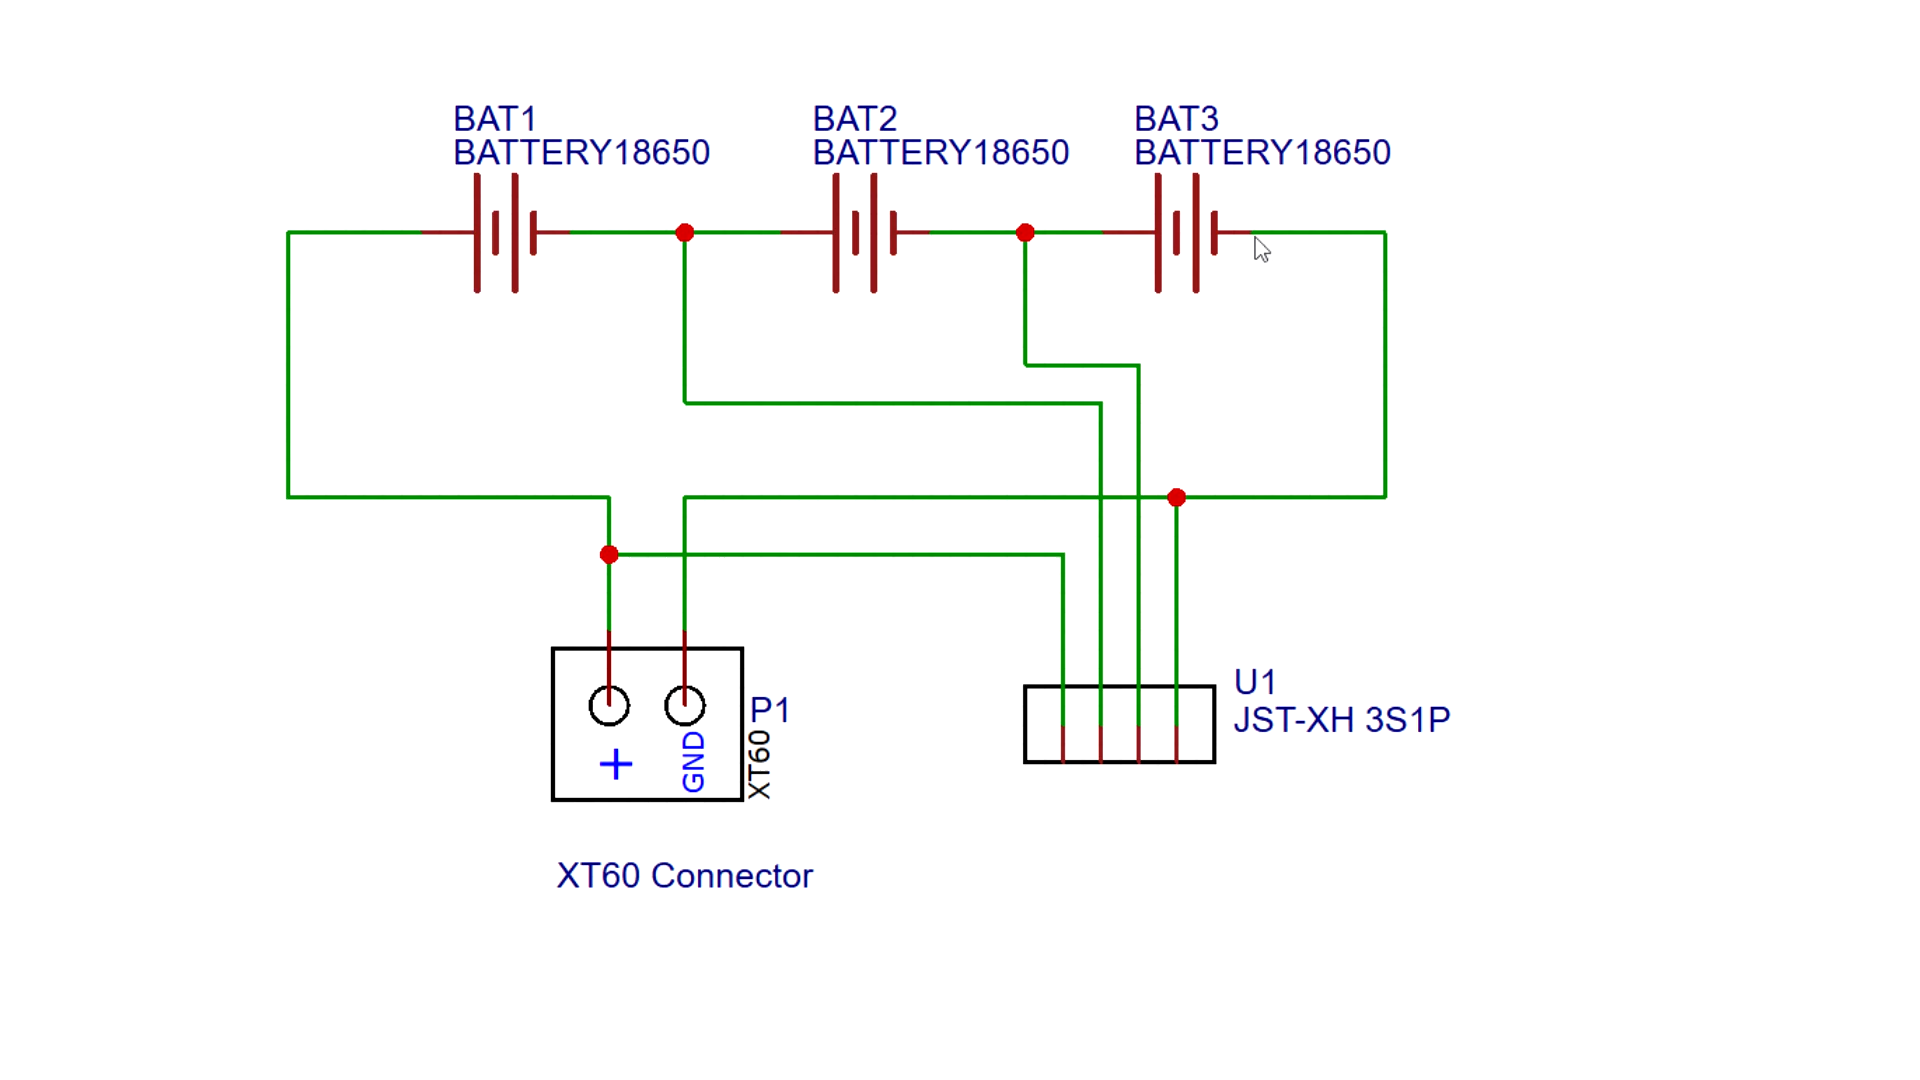 BAT1
BATTERY18650
BAT2
BATTERY18650
BAT3
BATTERY18650
+
GND
P1
XT60
U1
JST-XH 3S1P
XT60 Connector